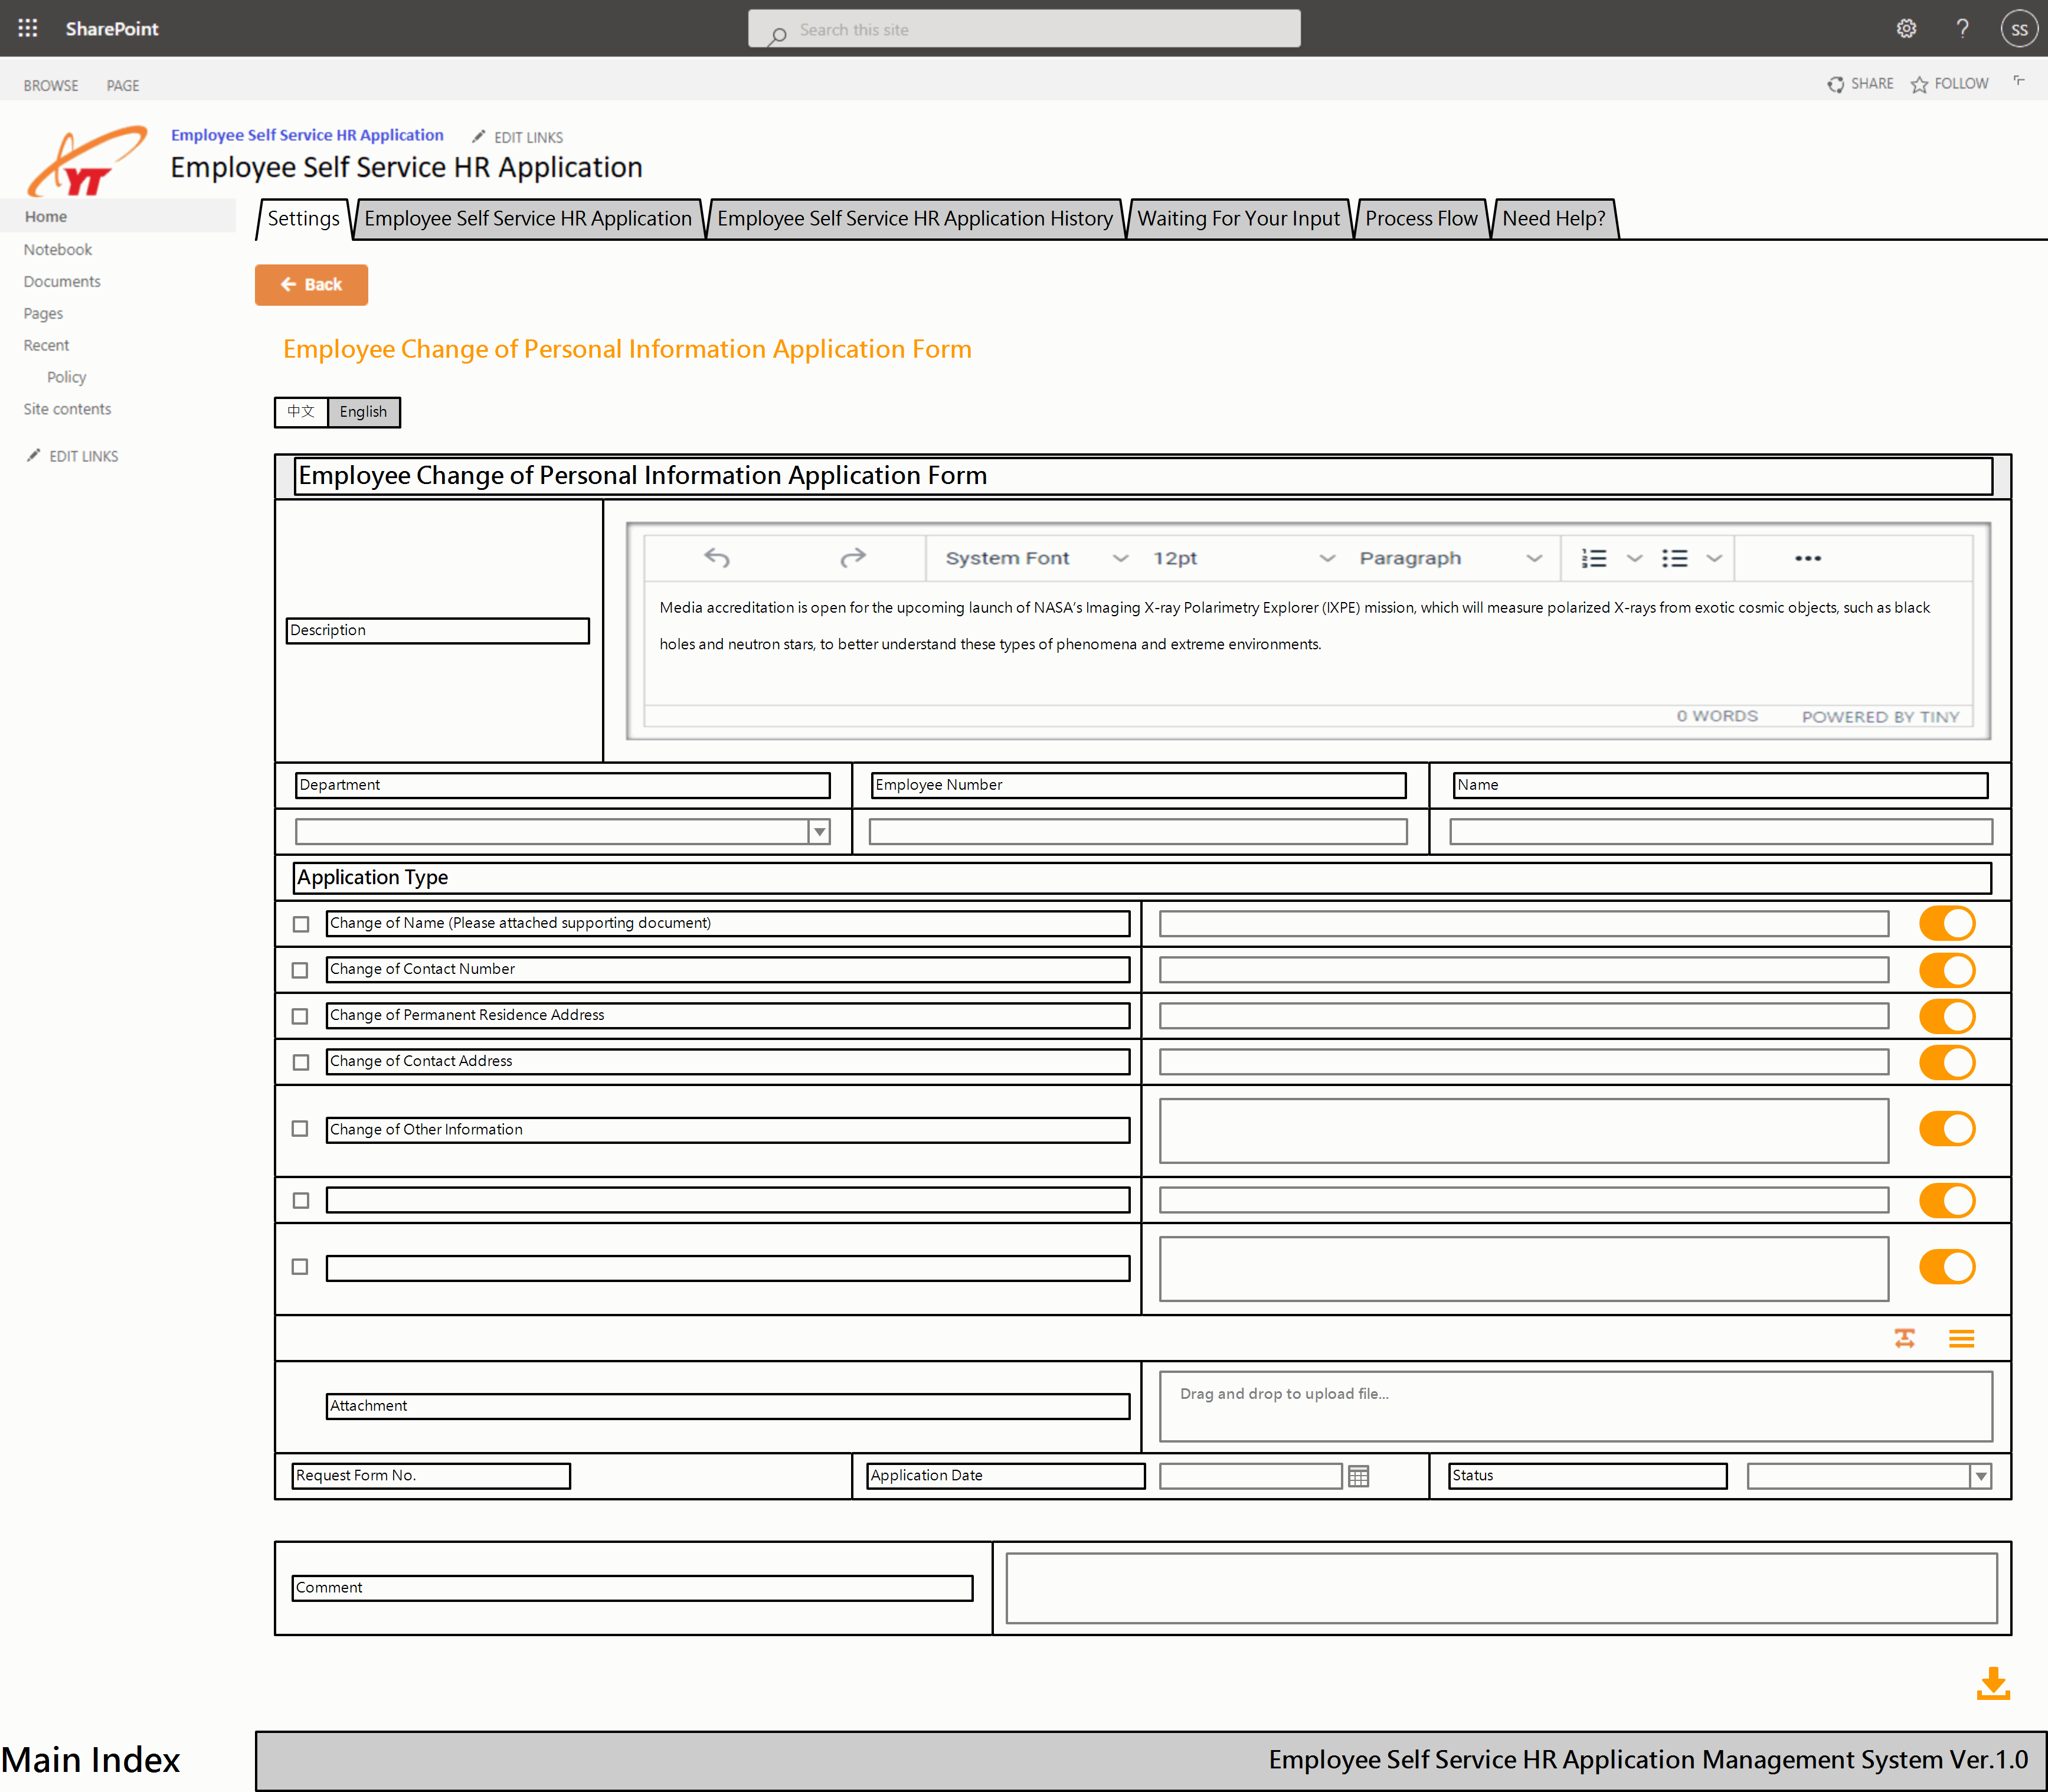 SharePoint
Search this site
?
SS
BROWSE
PAGE
SHARE
FOLLOW
YT
Employee Self Service HR Application
EDIT LINKS
Employee Self Service HR Application
Home
Notebook
Documents
Pages
Recent
Policy
Site contents
EDIT LINKS
Settings
Employee Self Service HR Application
Employee Self Service HR Application History
Waiting For Your Input
Process Flow
Need Help?
Back
Employee Change of Personal Information Application Form
中文
English
Employee Change of Personal Information Application Form
Description
System Font
12pt
Paragraph
Media accreditation is open for the upcoming launch of NASA's Imaging X-ray Polarimetry Explorer (IXPE) mission, which will measure polarized X-rays from exotic cosmic objects, such as black
holes and neutron stars, to better understand these types of phenomena and extreme environments.
0 WORDS
POWERED BY TINY
Department
Employee Number
Name
Application Type
Change of Name (Please attached supporting document)
Change of Contact Number
Change of Permanent Residence Address
Change of Contact Address
Change of Other Information
Attachment
Drag and drop to upload file...
Request Form No.
Application Date
Status
Comment
Main Index
Employee Self Service HR Application Management System Ver.1.0